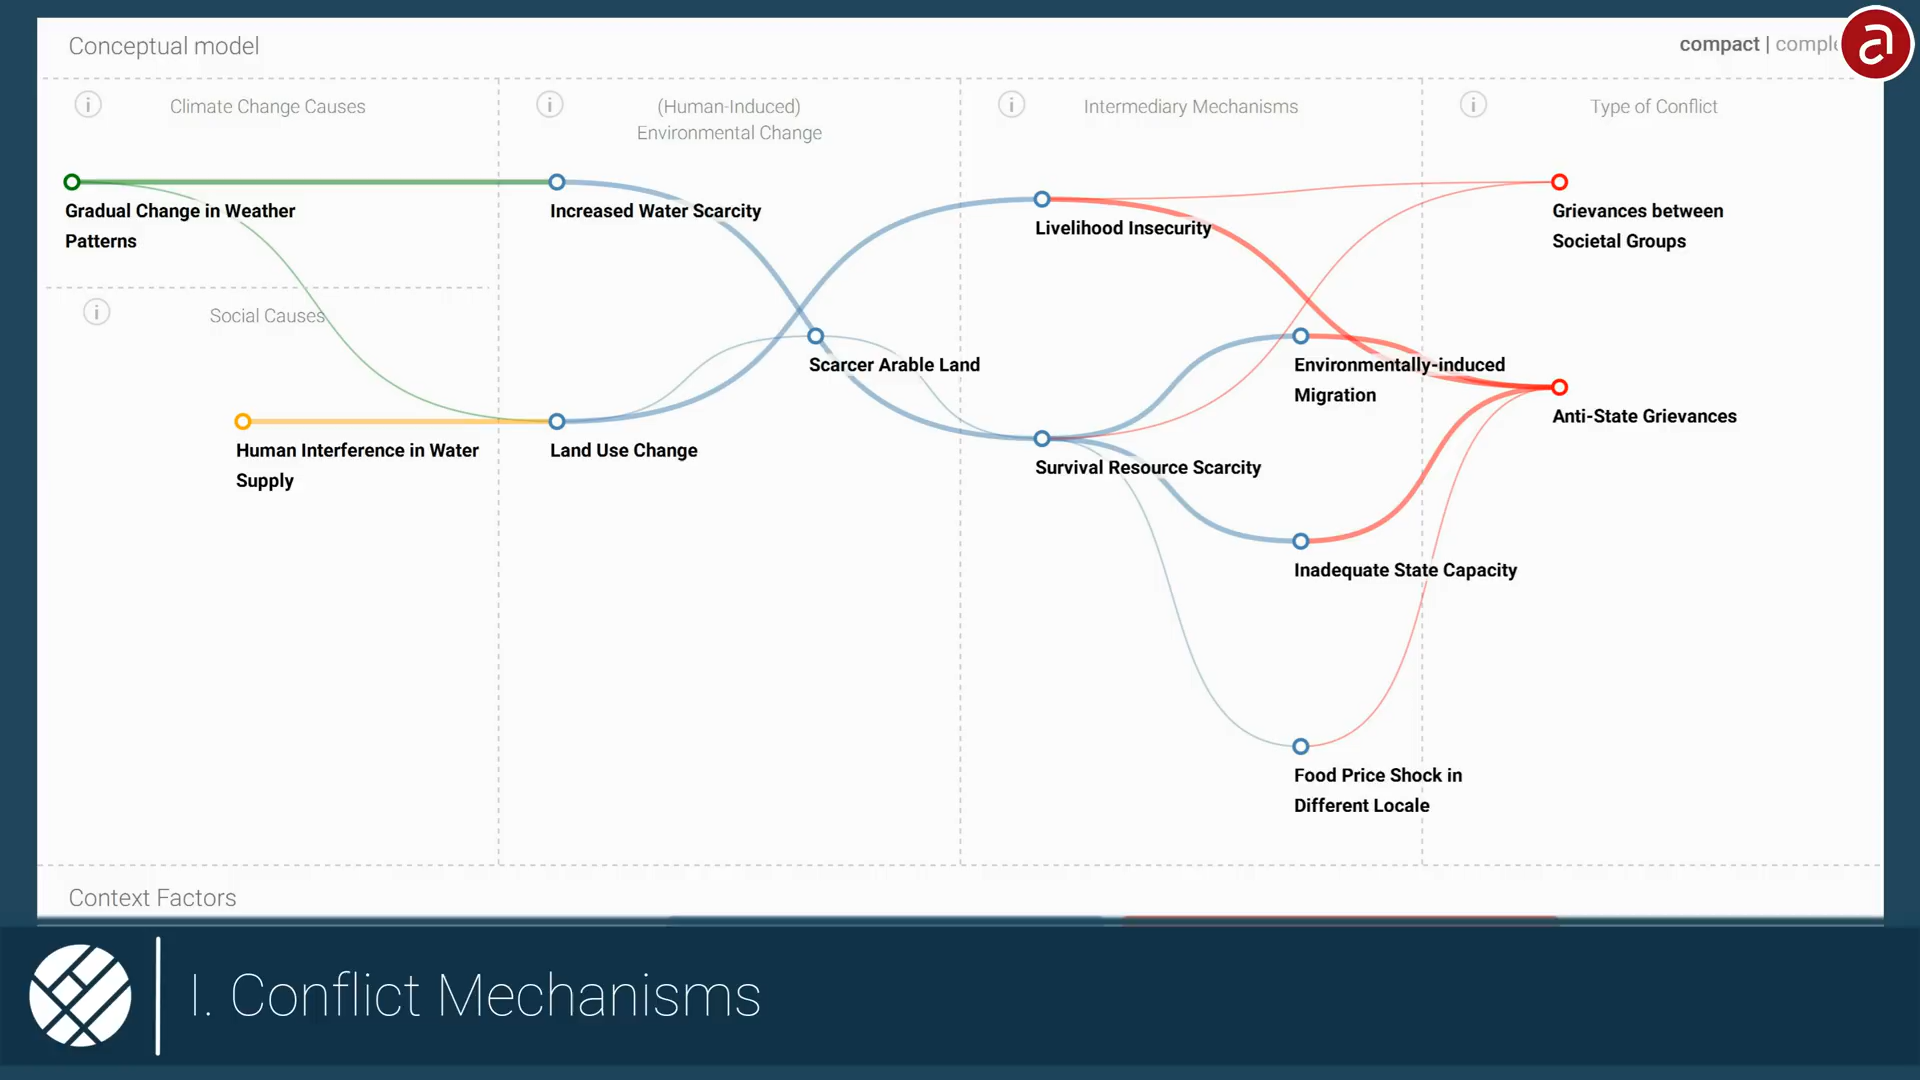 Conceptual model
compact | comple
Climate Change Causes
(Human-Induced)
Environmental Change
Intermediary Mechanisms
Type of Conflict
Gradual Change in Weather
Patterns
Increased Water Scarcity
Livelihood Insecurity
Grievances between
Societal Groups
Social Causes
Scarcer Arable Land
Environmentally-induced
Migration
Anti-State Grievances
Human Interference in Water
Supply
Land Use Change
Survival Resource Scarcity
Inadequate State Capacity
Food Price Shock in
Different Locale
Context Factors
I. Conflict Mechanisms